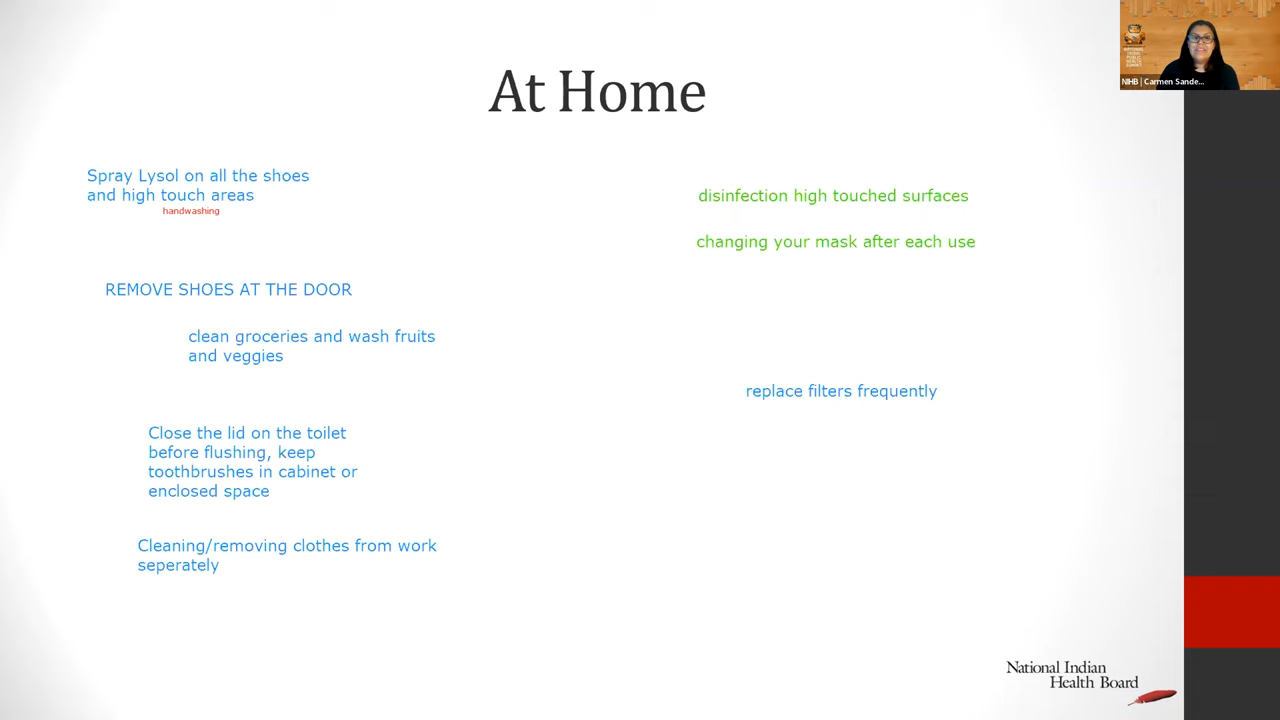 At Home
Spray Lysol on all the shoes
and high touch areas
handwashing
REMOVE SHOES AT THE DOOR
clean groceries and wash fruits
and veggies
Close the lid on the toilet
before flushing, keep
toothbrushes in cabinet or
enclosed space
Cleaning/removing clothes from work
seperately
disinfection high touched surfaces
changing your mask after each use
replace filters frequently
National Indian
Health Board
NIHB | Carmen Sande...